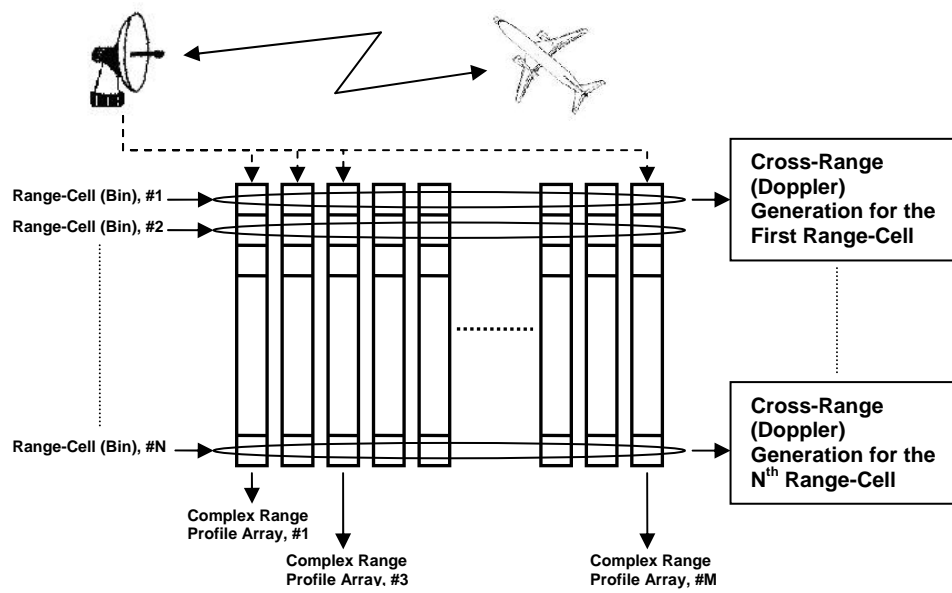 Cross-Range
(Doppler)
Generation for the
First Range-Cell
Range-Cell (Bin), #1
Range-Cell (Bin), #2
Range-Cell (Bin), #N
Cross-Range
(Doppler)
Generation for the
Nth Range-Cell
Complex Range
Profile Array, #1
Complex Range
Profile Array, #3
Complex Range
Profile Array, #M